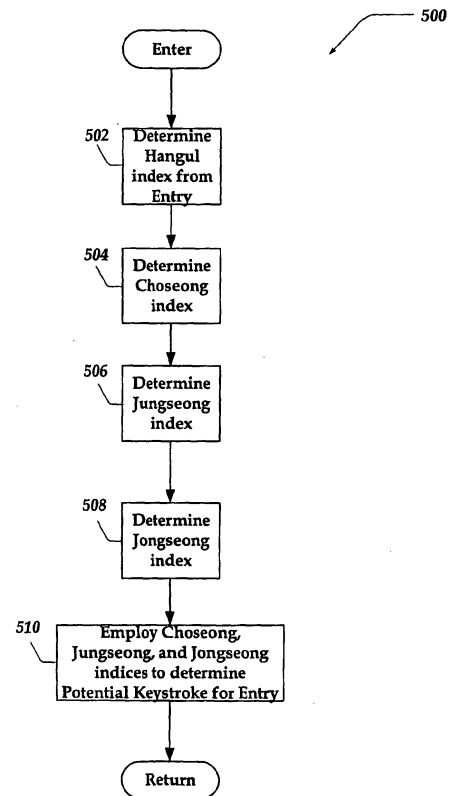 500
Enter
502
Determine
Hangul
index from
Entry
504
Determine
Choseong
index
506
Determine
Jungseong
index
508
Determine
Jongseong
index
510
Employ Choseong,
Jungseong, and Jongseong
indices to determine
Potential Keystroke for Entry
Return